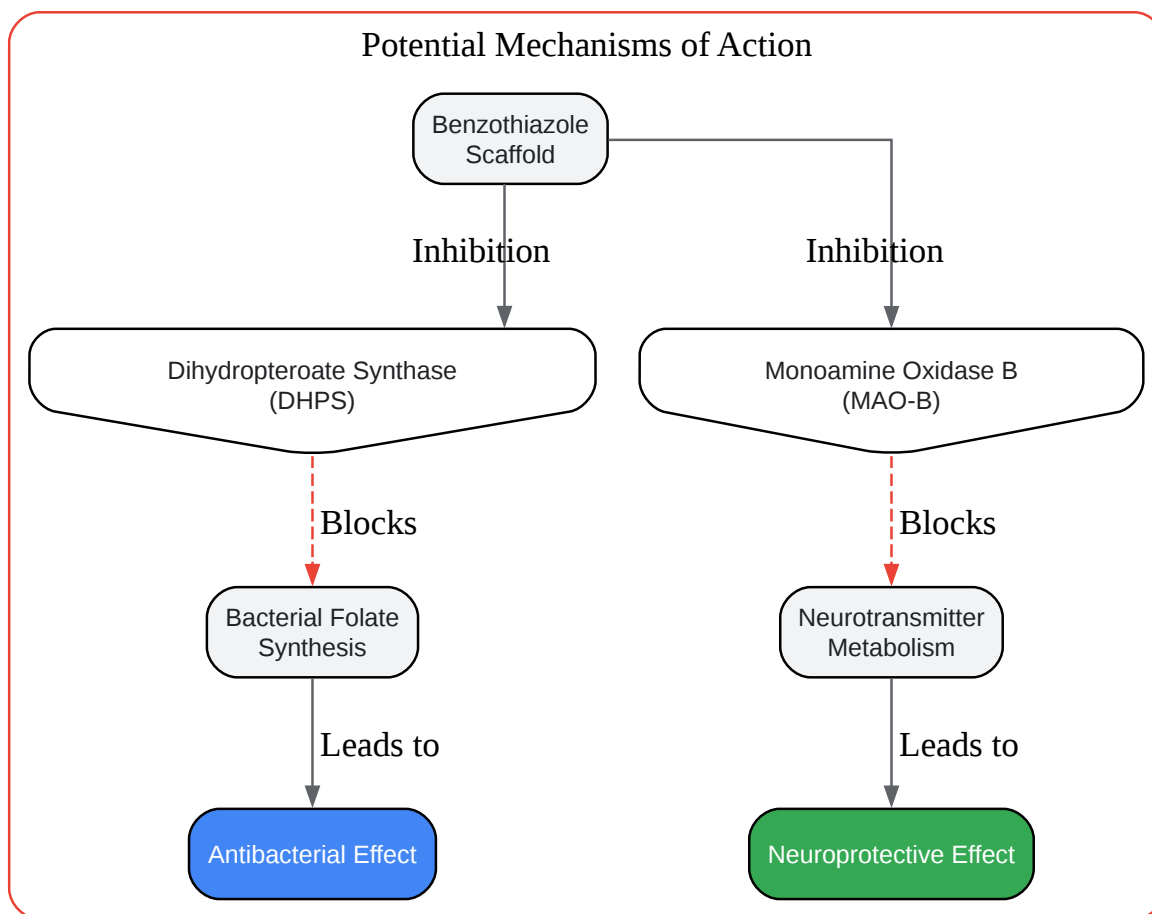 Potential Mechanisms of Action
Benzothiazole
Scaffold
Inhibition
Inhibition
Dihydropteroate Synthase
(DHPS)
Monoamine Oxidase B
(MAO-B)
Blocks
Blocks
Bacterial Folate
Synthesis
Neurotransmitter
Metabolism
Leads to
Leads to
Antibacterial Effect
Neuroprotective Effect